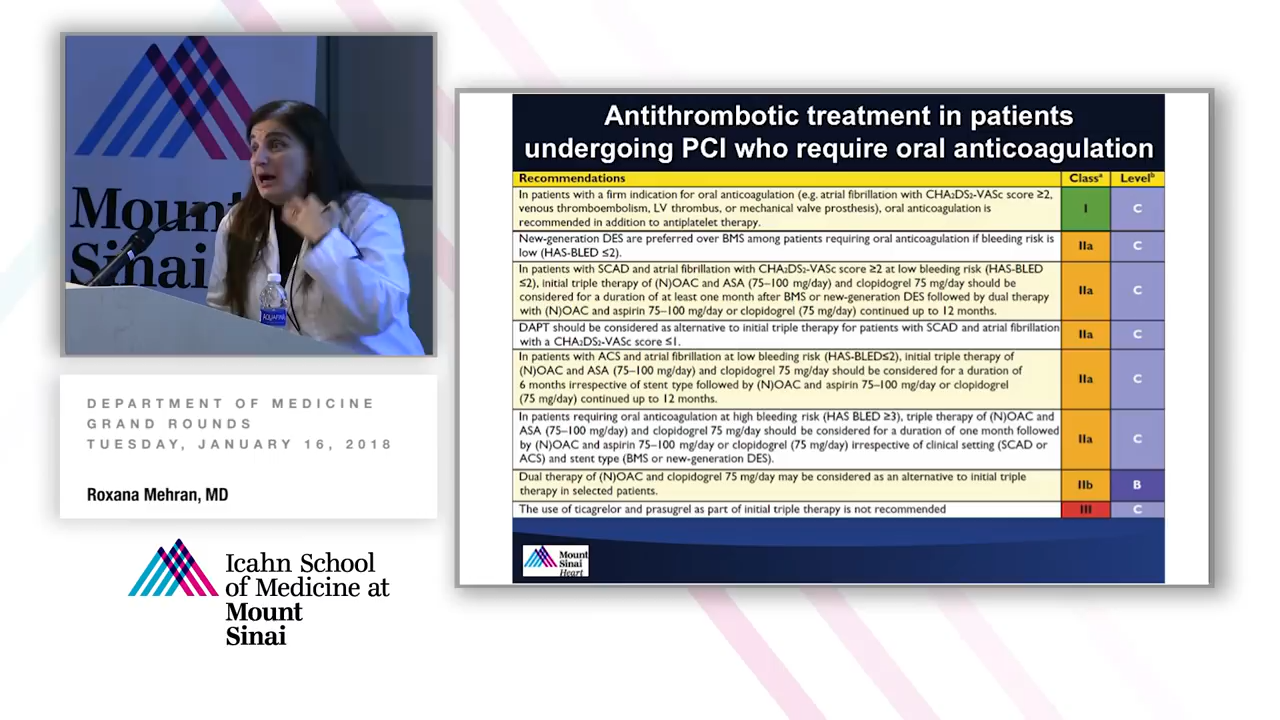 Mount
Sinai
AQUAFINA
DEPARTMENT OF MEDICINE
GRAND ROUNDS
TUESDAY, JANUARY 16, 2018
Roxana Mehran, MD
Icahn School
of Medicine at
Mount
Sinai
Antithrombotic treatment in patients
undergoing PCI who require oral anticoagulation
Recommendations Classᵃ Levelᵇ
In patients with a firm indication for oral anticoagulation (e.g. atrial fibrillation with CHA₂DS₂-VASc score ≥2,
venous thromboembolism, LV thrombus, or mechanical valve prosthesis), oral anticoagulation is
recommended in addition to antiplatelet therapy.
I C
New-generation DES are preferred over BMS among patients requiring oral anticoagulation if bleeding risk is
low (HAS-BLED ≤2).
IIa C
In patients with SCAD and atrial fibrillation with CHA₂DS₂-VASc score ≥2 at low bleeding risk (HAS-BLED
≤2), initial triple therapy of (N)OAC and ASA (75–100 mg/day) and clopidogrel 75 mg/day should be
considered for a duration of at least one month after BMS or new-generation DES followed by dual therapy
with (N)OAC and aspirin 75–100 mg/day or clopidogrel (75 mg/day) continued up to 12 months.
IIa C
DAPT should be considered as alternative to initial triple therapy for patients with SCAD and atrial fibrillation
with a CHA₂DS₂-VASc score ≤1.
IIa C
In patients with ACS and atrial fibrillation at low bleeding risk (HAS-BLED≤2), initial triple therapy of
(N)OAC and ASA (75–100 mg/day) and clopidogrel 75 mg/day should be considered for a duration of
6 months irrespective of stent type followed by (N)OAC and aspirin 75–100 mg/day or clopidogrel
(75 mg/day) continued up to 12 months.
IIa C
In patients requiring oral anticoagulation at high bleeding risk (HAS BLED ≥3), triple therapy of (N)OAC and
ASA (75–100 mg/day) and clopidogrel 75 mg/day should be considered for a duration of one month followed
by (N)OAC and aspirin 75–100 mg/day or clopidogrel (75 mg/day) irrespective of clinical setting (SCAD or
ACS) and stent type (BMS or new-generation DES).
IIa C
Dual therapy of (N)OAC and clopidogrel 75 mg/day may be considered as an alternative to initial triple
therapy in selected patients.
IIb B
The use of ticagrelor and prasugrel as part of initial triple therapy is not recommended
III C
Mount
Sinai
Heart